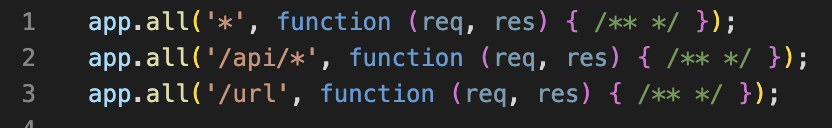 1 app.all('*', function (req, res) { /** */ });
2 app.all('/api/*', function (req, res) { /** */ });
3 app.all('/url', function (req, res) { /** */ });